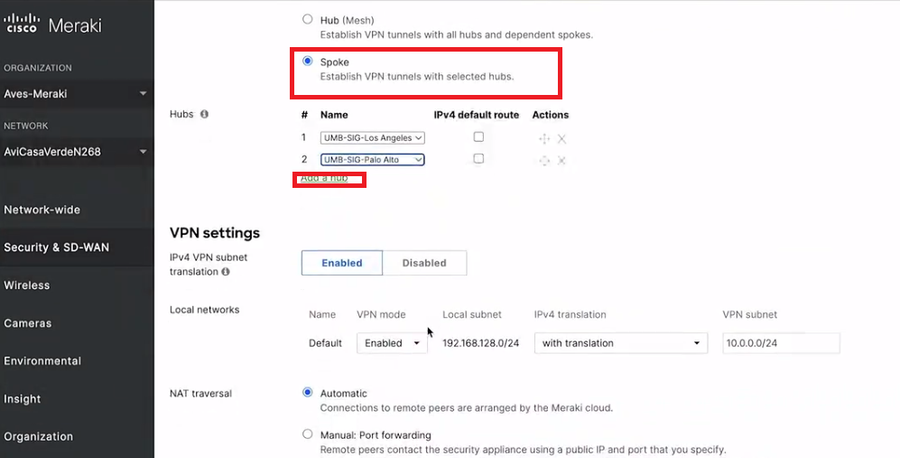 cisco Meraki
ORGANIZATION
Aves-Meraki
NETWORK
AviCasaVerdeN268
Network-wide
Security & SD-WAN
Wireless
Cameras
Environmental
Insight
Organization
Hub (Mesh)
Establish VPN tunnels with all hubs and dependent spokes.
Spoke
Establish VPN tunnels with selected hubs.
Hubs
# Name IPv4 default route Actions
1 UMB-SIG-Los Angeles
2 UMB-SIG-Palo Alto
Add a hub
VPN settings
IPv4 VPN subnet
translation
Enabled Disabled
Local networks
Name VPN mode Local subnet IPv4 translation VPN subnet
Default Enabled 192.168.128.0/24 with translation 10.0.0.0/24
NAT traversal
Automatic
Connections to remote peers are arranged by the Meraki cloud.
Manual: Port forwarding
Remote peers contact the security appliance using a public IP and port that you specify.